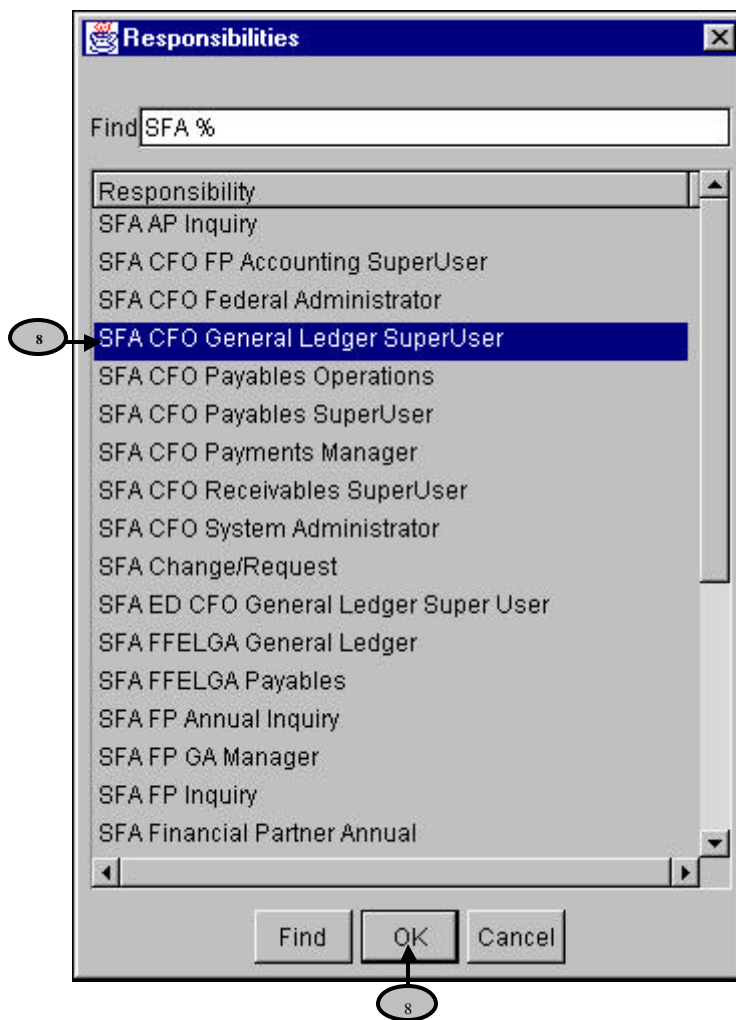 Responsibilities
Find SFA %
Responsibility
SFA AP Inquiry
SFA CFO FP Accounting SuperUser
SFA CFO Federal Administrator
8 SFA CFO General Ledger SuperUser
SFA CFO Payables Operations
SFA CFO Payables SuperUser
SFA CFO Payments Manager
SFA CFO Receivables SuperUser
SFA CFO System Administrator
SFA Change/Request
SFA ED CFO General Ledger Super User
SFA FFELGA General Ledger
SFA FFELGA Payables
SFA FP Annual Inquiry
SFA FP GA Manager
SFA FP Inquiry
SFA Financial Partner Annual
Find OK Cancel
8